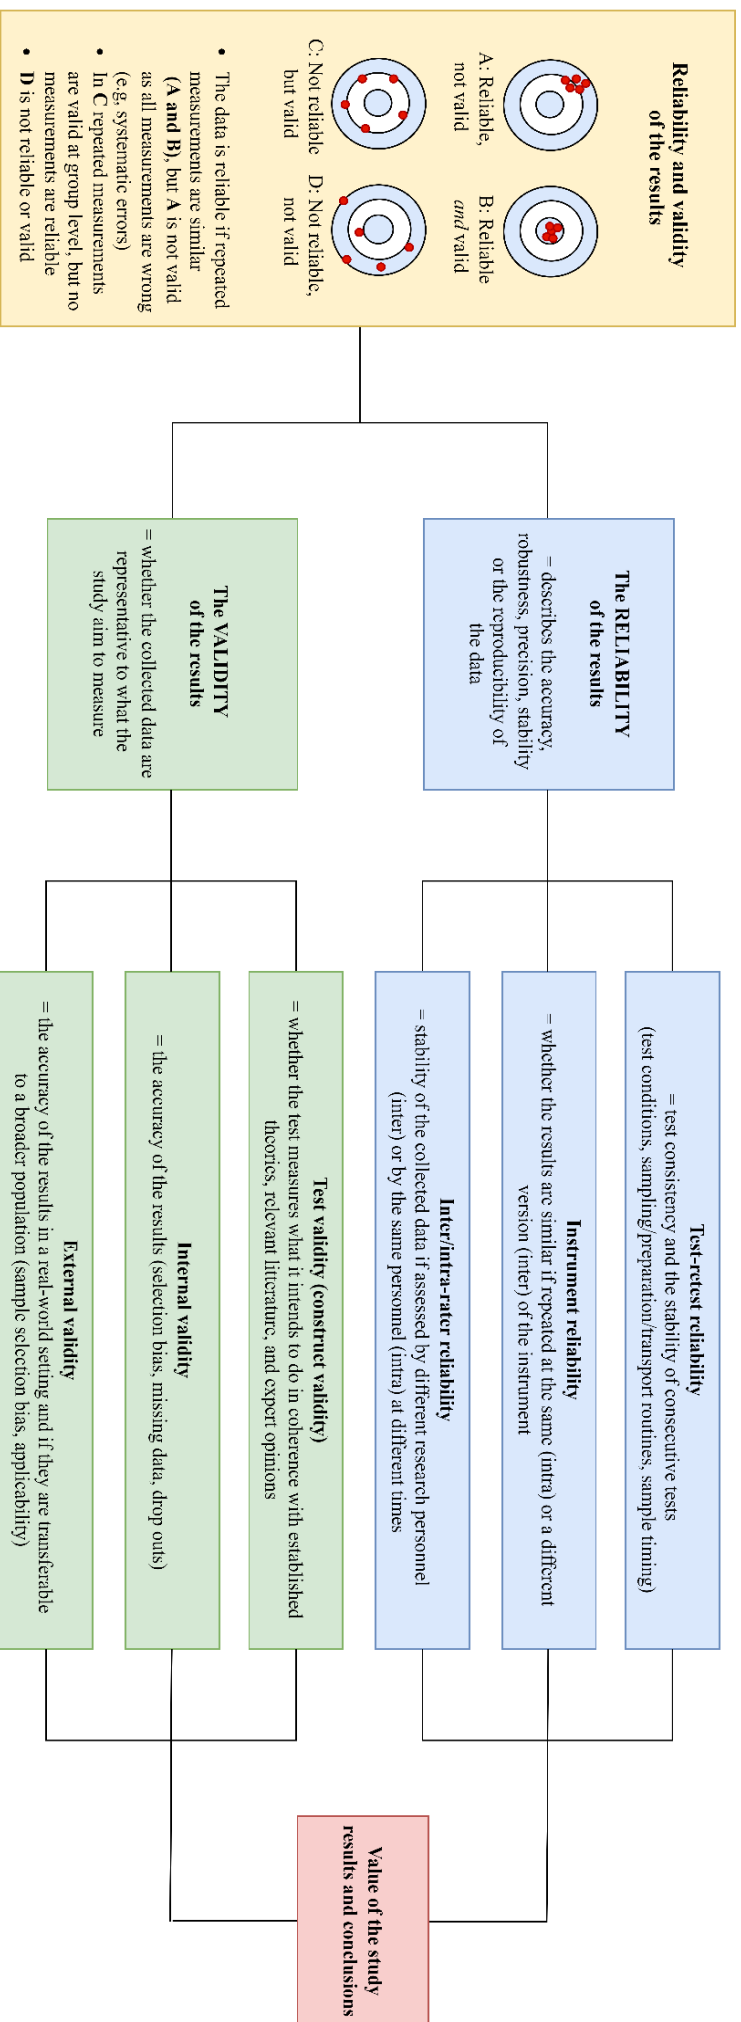 Reliability and validity
of the results
A: Reliable,
not valid
B: Reliable
and valid
C: Not reliable
but valid
D: Not reliable,
not valid
• The data is reliable if repeated
measurements are similar
(A and B), but A is not valid
as all measurements are wrong
(e.g, systematic errors)
• In C repeated measurements
are valid at group level, but no
measurements are reliable
• D is not reliable or valid
The RELIABILITY
of the results
= describes the accuracy,
robustness, precision, stability
or the reproducibility of
the data
The VALIDITY
of the results
= whether the collected data are
representative to what the
study aim to measure
Test-retest reliability
= test consistency and the stability of consecutive tests
(test conditions, sampling/preparation/transport routines, sample timing)
Instrument reliability
= whether the results are similar if repeated at the same (intra) or a different
version (inter) of the instrument
Inter/intra-rater reliability
= stability of the collected data if assessed by different research personnel
(inter) or by the same personnel (intra) at different times
Test validity (construct validity)
= whether the test measures what it intends to do in coherence with established
theories, relevant litterature, and expert opinions
Internal validity
= the accuracy of the results (selection bias, missing data, drop outs)
External validity
= the accuracy of the results in a real-world setting and if they are transferable
to a broader population (sample selection bias, applicability)
Value of the study
results and conclusions